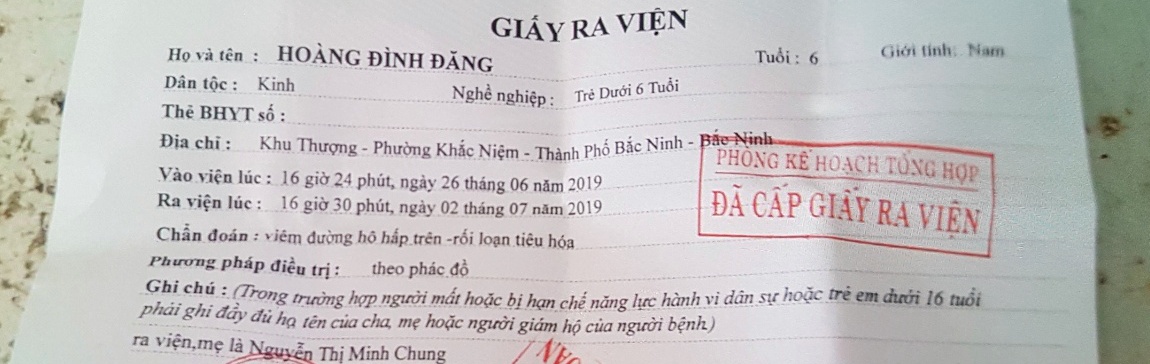 GIẤY RA VIỆN
Họ và tên : HOÀNG ĐÌNH ĐĂNG Tuổi : 6 Giới tính: Nam
Dân tộc : Kinh Nghề nghiệp : Trẻ Dưới 6 Tuổi
Thẻ BHYT số :
Địa chỉ : Khu Thượng - Phường Khắc Niệm - Thành Phố Bắc Ninh - Bắc Ninh
PHÒNG KẾ HOẠCH TỔNG HỢP
Vào viện lúc : 16 giờ 24 phút, ngày 26 tháng 06 năm 2019
ĐÃ CẤP GIẤY RA VIỆN
Ra viện lúc : 16 giờ 30 phút, ngày 02 tháng 07 năm 2019
Chẩn đoán : viêm đường hô hấp trên -rối loạn tiêu hóa
Phương pháp điều trị : theo phác đồ
Ghi chú : (Trong trường hợp người mất hoặc bị hạn chế năng lực hành vi dân sự hoặc trẻ em dưới 16 tuổi
phải ghi đầy đủ họ tên của cha, mẹ hoặc người giám hộ của người bệnh)
ra viện,mẹ là Nguyễn Thị Minh Chung